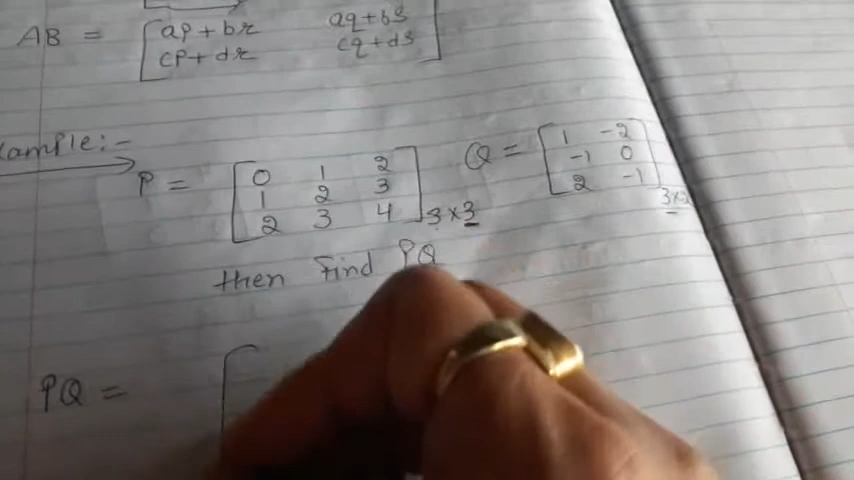 AB = [ap+br aq+bs
cp+dr cq+ds]
xample:-
P = [0 1 2
1 2 3
2 3 4] 3×3
Q = [1 -2
-1 0
2 -1] 3×2
then find PQ
PQ = [